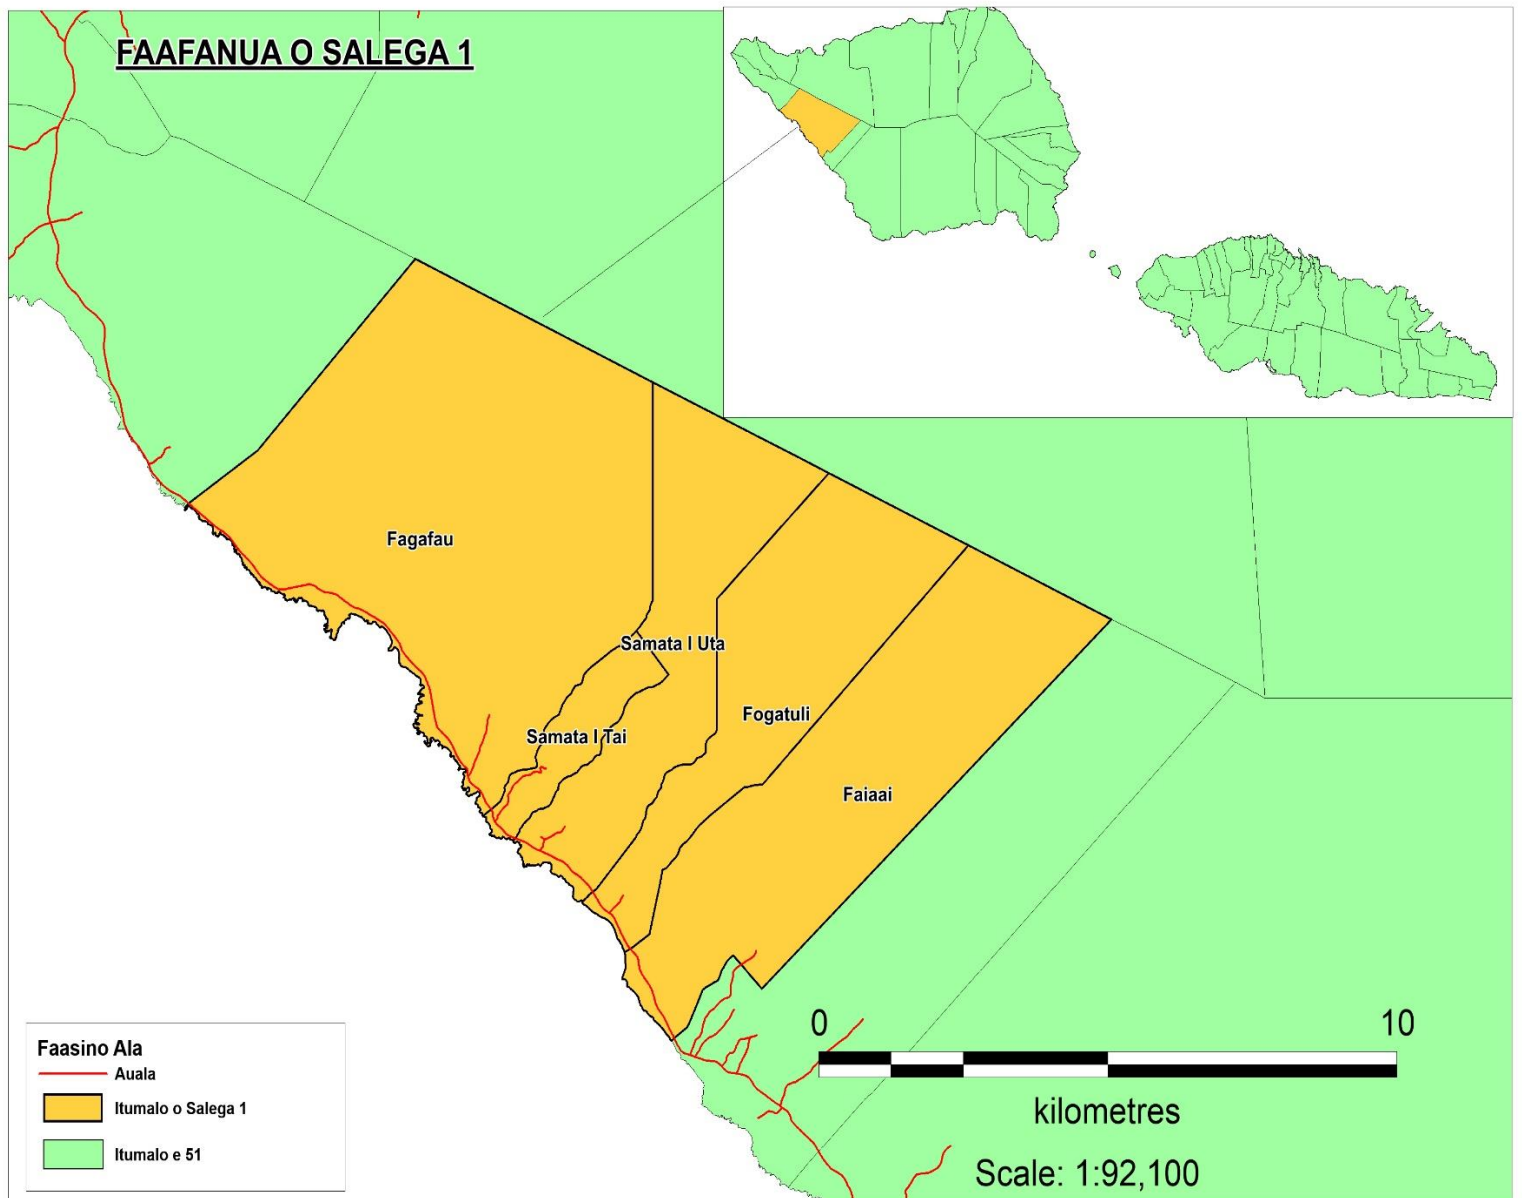 FAAFANUA O SALEGA 1
Fagafau
Samata I Uta
Fogatuli
Samata I Tai
Faiaai
Faasino Ala
Auala
Itumalo o Salega 1
Itumalo e 51
0 10
kilometres
Scale: 1:92,100